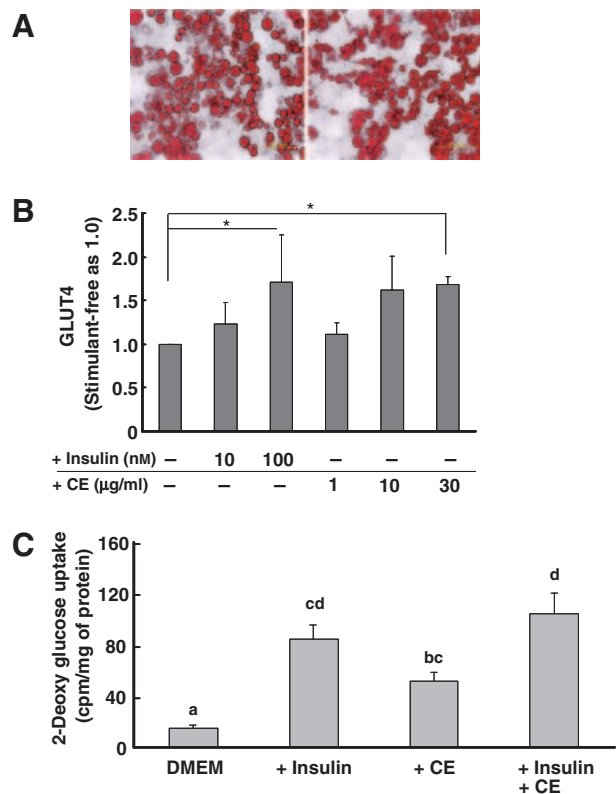 A
B
2.5
2.0
1.5
1.0
0.5
0
GLUT4
(Stimulant-free as 1.0)
*
*
+ Insulin (nM) – 10 100 – – –
+ CE (μg/ml) – – – 1 10 30
C
160
120
80
40
0
2-Deoxy glucose uptake
(cpm/mg of protein)
a
cd
bc
d
DMEM + Insulin + CE + Insulin
+ CE